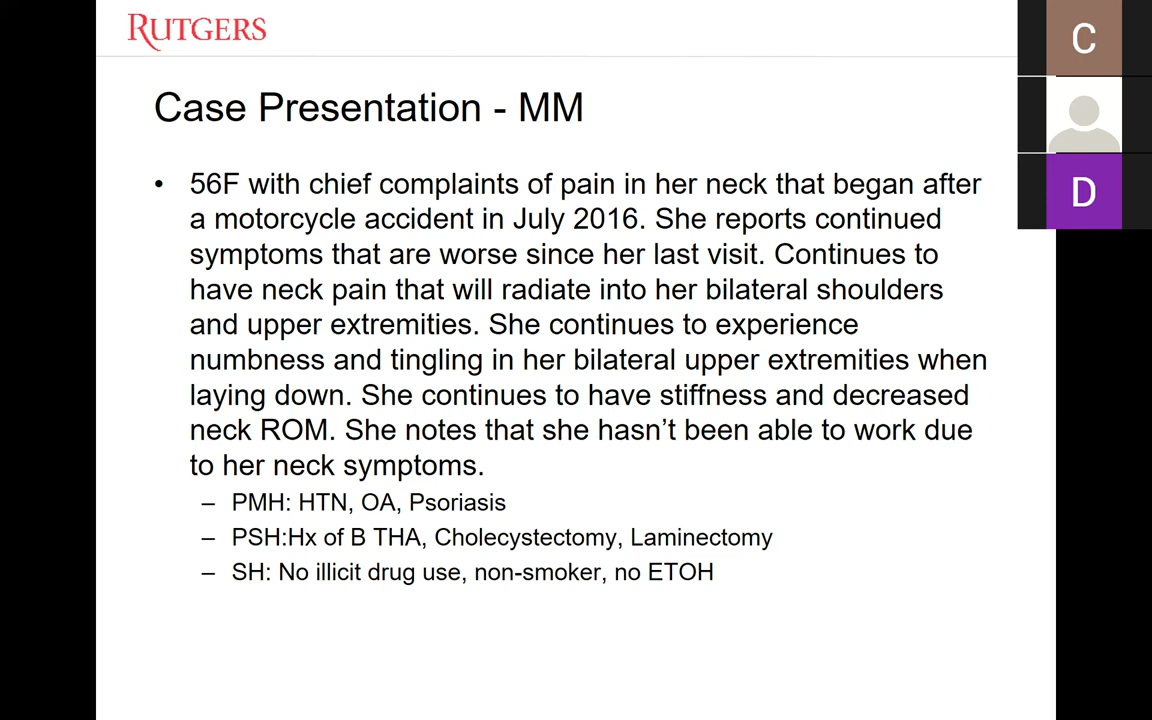 RUTGERS
C
Case Presentation - MM
D
• 56F with chief complaints of pain in her neck that began after
a motorcycle accident in July 2016. She reports continued
symptoms that are worse since her last visit. Continues to
have neck pain that will radiate into her bilateral shoulders
and upper extremities. She continues to experience
numbness and tingling in her bilateral upper extremities when
laying down. She continues to have stiffness and decreased
neck ROM. She notes that she hasn’t been able to work due
to her neck symptoms.
– PMH: HTN, OA, Psoriasis
– PSH:Hx of B THA, Cholecystectomy, Laminectomy
– SH: No illicit drug use, non-smoker, no ETOH